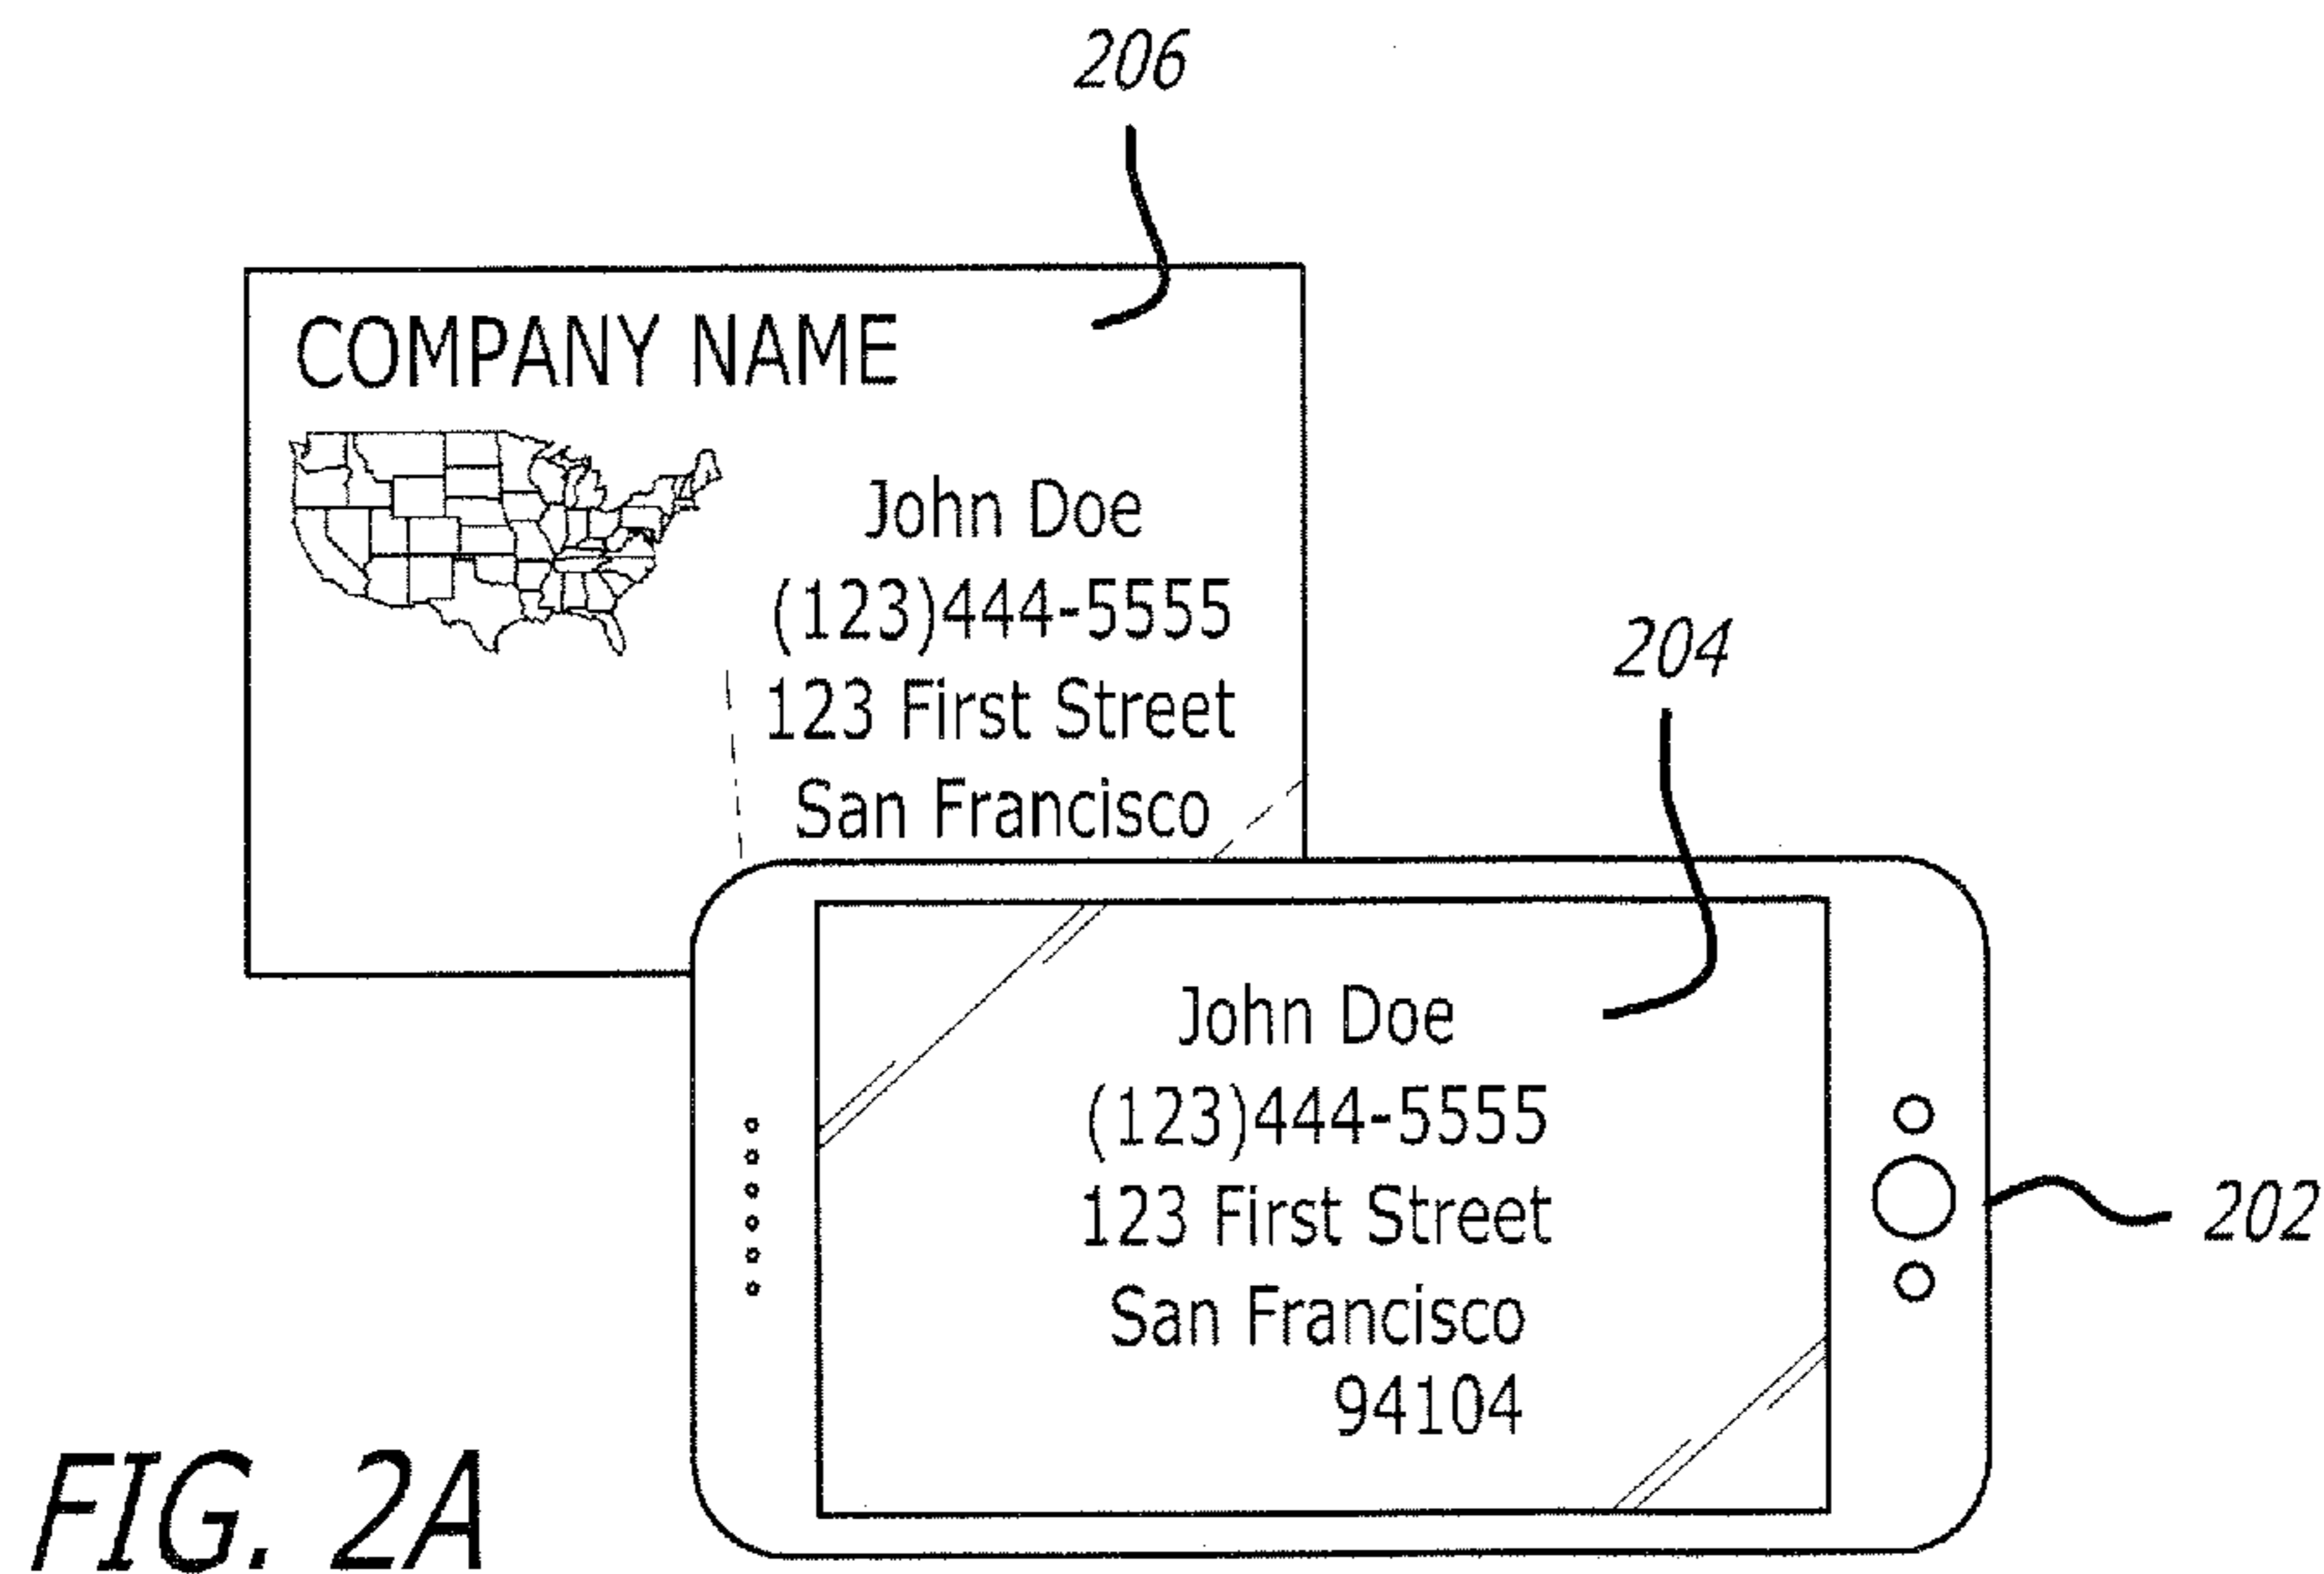 206
COMPANY NAME
John Doe
(123)444-5555
123 First Street
San Francisco
204
John Doe
(123)444-5555
123 First Street
San Francisco
94104
202
FIG. 2A